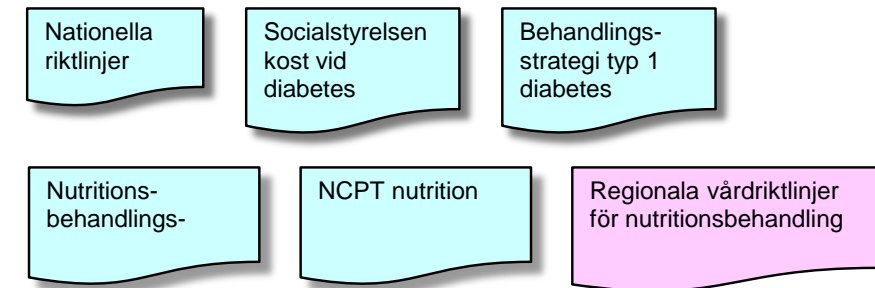 Nationella
riktlinjer
Socialstyrelsen
kost vid
diabetes
Behandlings-
strategi typ 1
diabetes
Nutritions-
behandlings-
NCPT nutrition
Regionala vårdriktlinjer
för nutritionsbehandling